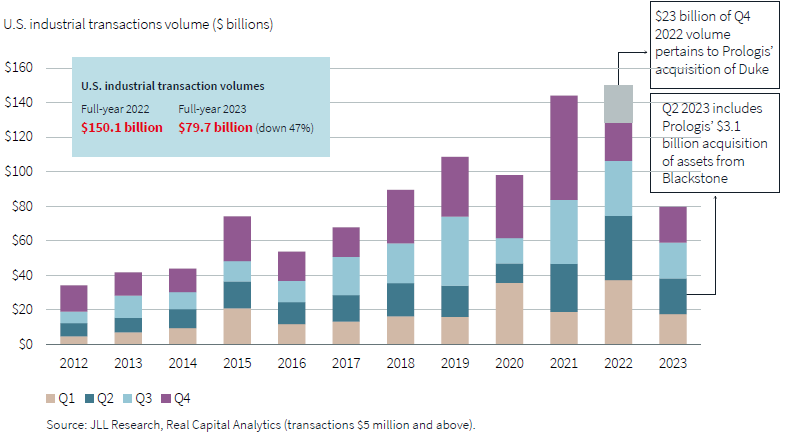 U.S. industrial transactions volume ($ billions)
$23 billion of Q4
2022 volume
pertains to Prologis’
acquisition of Duke
$160
$140
$120
$100
$80
$60
$40
$20
$0
U.S. industrial transaction volumes
Full-year 2022 Full-year 2023
$150.1 billion $79.7 billion (down 47%)
Q2 2023 includes
Prologis’ $3.1
billion acquisition
of assets from
Blackstone
2012 2013 2014 2015 2016 2017 2018 2019 2020 2021 2022 2023
Q1 Q2 Q3 Q4
Source: JLL Research, Real Capital Analytics (transactions $5 million and above).